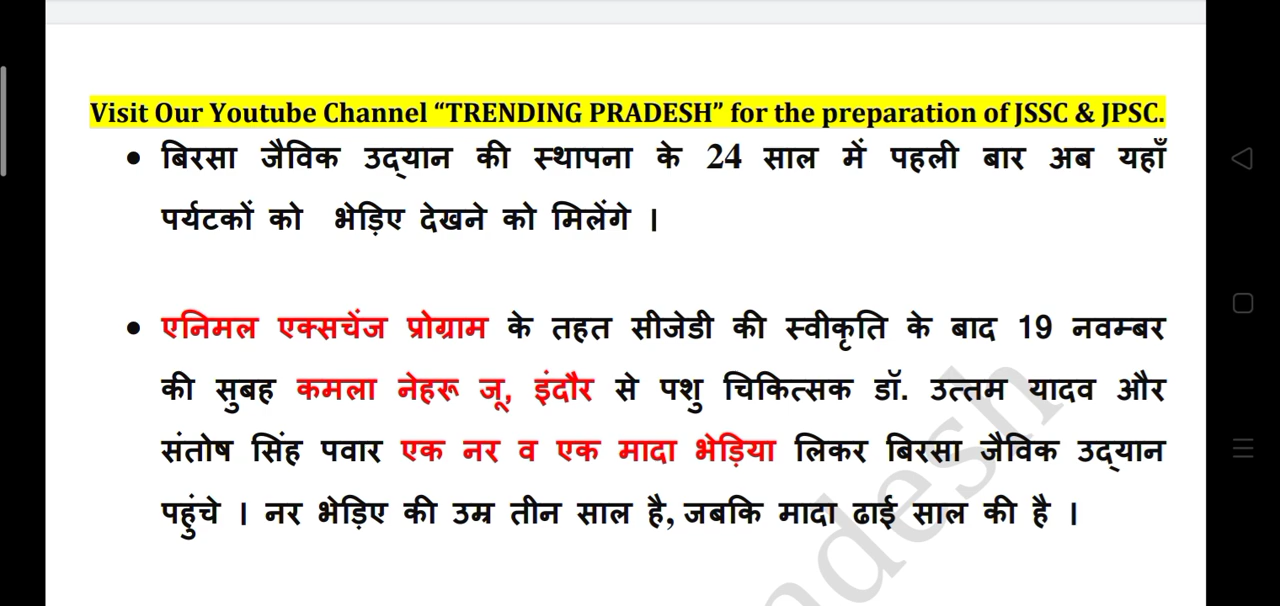 Visit Our Youtube Channel “TRENDING PRADESH” for the preparation of JSSC & JPSC.
• बिरसा जैविक उद्यान की स्थापना के 24 साल में पहली बार अब यहाँ
पर्यटकों को भेड़िए देखने को मिलेंगे ।
• एनिमल एक्सचेंज प्रोग्राम के तहत सीजेडी की स्वीकृति के बाद 19 नवम्बर
की सुबह कमला नेहरू जू, इंदौर से पशु चिकित्सक डॉ. उत्तम यादव और
संतोष सिंह पवार एक नर व एक मादा भेड़िया लिकर बिरसा जैविक उद्यान
पहुंचे । नर भेड़िए की उम्र तीन साल है, जबकि मादा ढाई साल की है ।